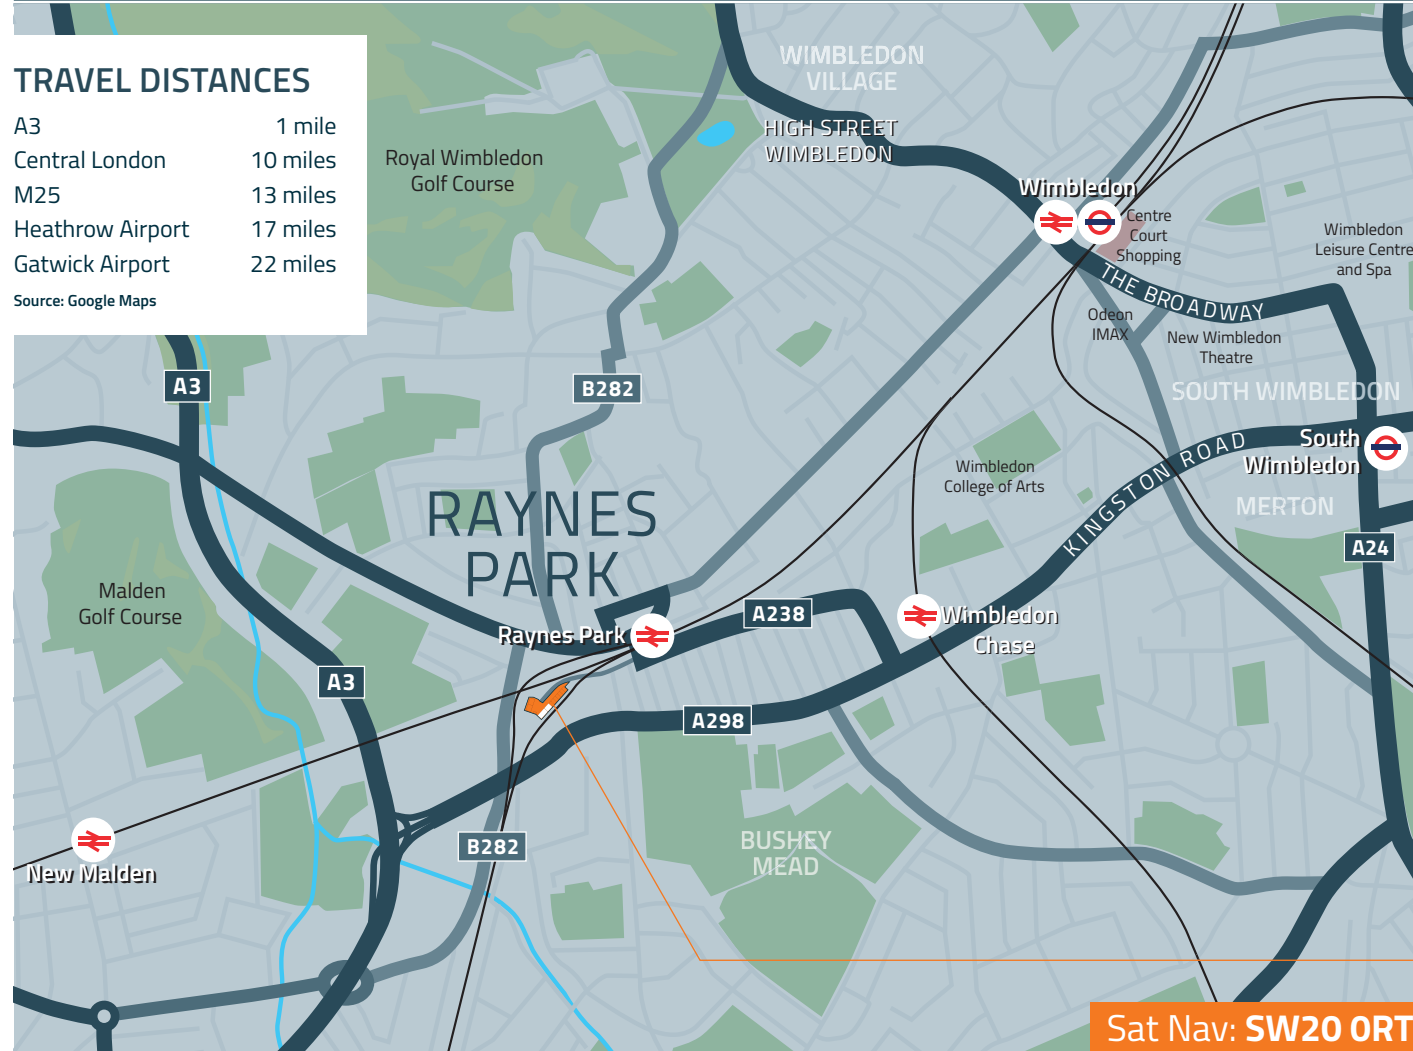 TRAVEL DISTANCES
A3 1 mile
Central London 10 miles
M25 13 miles
Heathrow Airport 17 miles
Gatwick Airport 22 miles
Source: Google Maps
WIMBLEDON
VILLAGE
HIGH STREET
WIMBLEDON
Royal Wimbledon
Golf Course
Wimbledon
Centre
Court
Shopping
Wimbledon
Leisure Centre
and Spa
THE BROADWAY
Odeon
IMAX
New Wimbledon
Theatre
A3
B282
SOUTH WIMBLEDON
South
Wimbledon
KINGSTON ROAD
Wimbledon
College of Arts
MERTON
RAYNES
PARK
A24
Malden
Golf Course
Raynes Park
A238
Wimbledon
Chase
A3
A298
New Malden
B282
BUSHEY
MEAD
Sat Nav: SW20 0RT